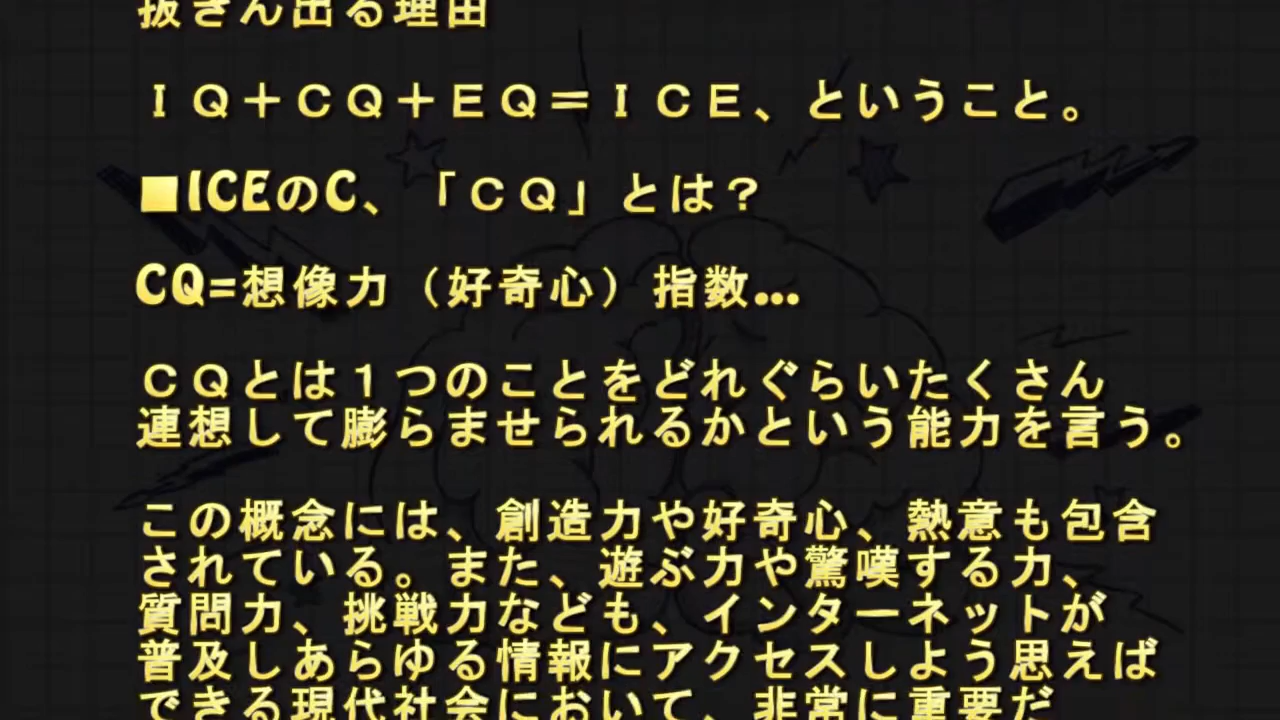 抜きん出る理由
ＩＱ＋ＣＱ＋ＥＱ＝ＩＣＥ、ということ。
■ICEのC、「ＣＱ」とは？
CQ=想像力（好奇心）指数...
ＣＱとは１つのことをどれぐらいたくさん
連想して膨らませられるかという能力を言う。
この概念には、創造力や好奇心、熱意も包含
されている。また、遊ぶ力や驚嘆する力、
質問力、挑戦力なども、インターネットが
普及しあらゆる情報にアクセスしよう思えば
できる現代社会において、非常に重要だ